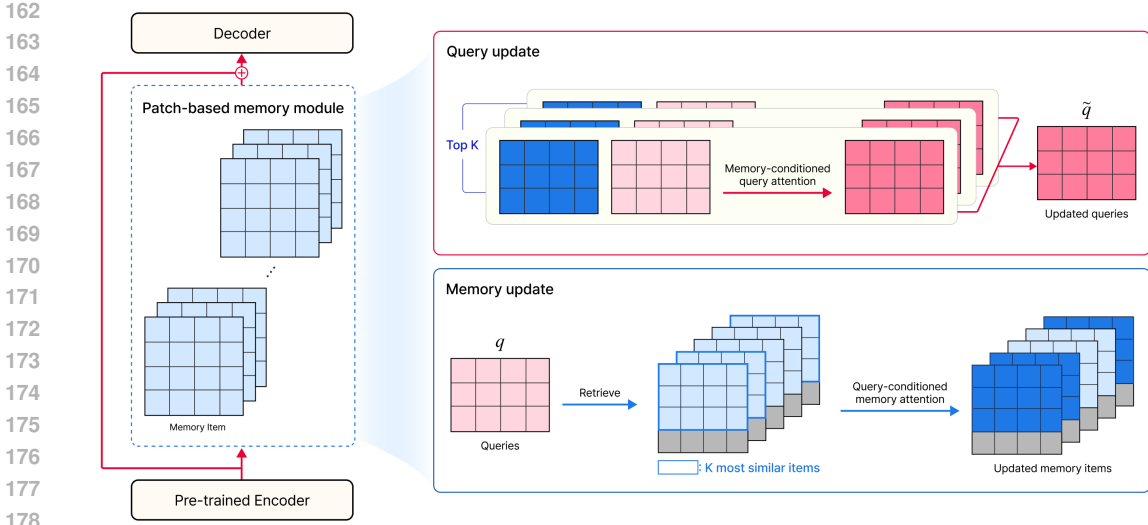 162
163
164
165
166
167
168
169
170
171
172
173
174
175
176
177
178
Decoder
Patch-based memory module
Memory Item
Pre-trained Encoder
Query update
Top K
Memory-conditioned
query attention
q̃
Updated queries
Memory update
q
Queries
Retrieve
: K most similar items
Query-conditioned
memory attention
Updated memory items